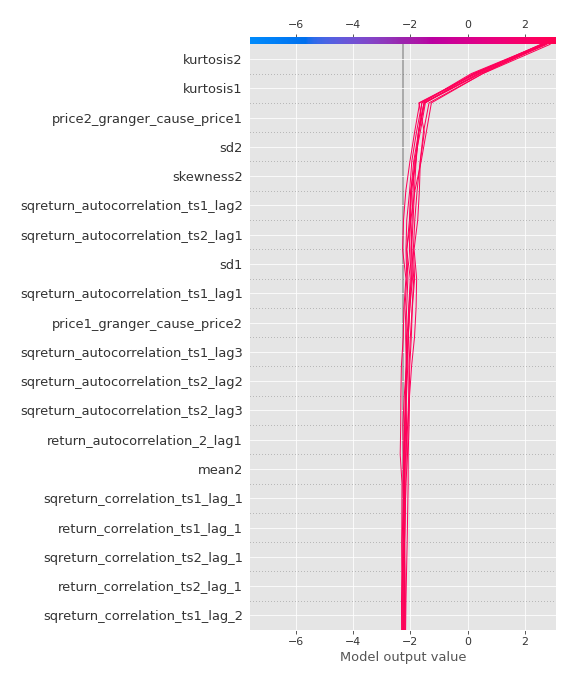 −6 −4 −2 0 2
kurtosis2
kurtosis1
price2_granger_cause_price1
sd2
skewness2
sqreturn_autocorrelation_ts1_lag2
sqreturn_autocorrelation_ts2_lag1
sd1
sqreturn_autocorrelation_ts1_lag1
price1_granger_cause_price2
sqreturn_autocorrelation_ts1_lag3
sqreturn_autocorrelation_ts2_lag2
sqreturn_autocorrelation_ts2_lag3
return_autocorrelation_2_lag1
mean2
sqreturn_correlation_ts1_lag_1
return_correlation_ts1_lag_1
sqreturn_correlation_ts2_lag_1
return_correlation_ts2_lag_1
sqreturn_correlation_ts1_lag_2
−6 −4 −2 0 2
Model output value